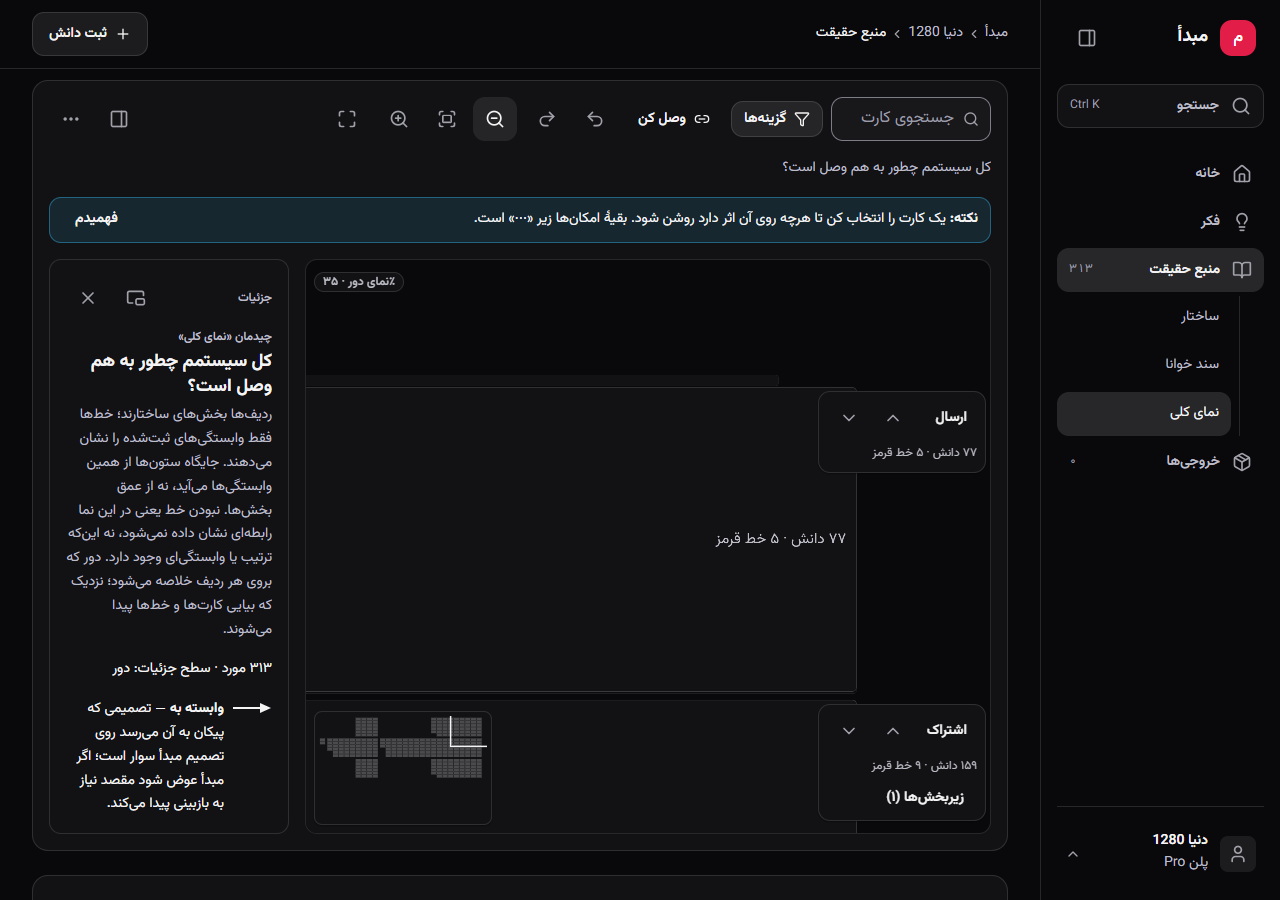 م
مبدأ
جستجو
Ctrl K
خانه
فکر
منبع حقیقت
۳۱۳
ساختار
سند خوانا
نمای کلی
خروجی‌ها
۰
دنیا 1280
پلن Pro
مبدأ › دنیا 1280 › منبع حقیقت
+ ثبت دانش
جستجوی کارت
گزینه‌ها
وصل کن
کل سیستمم چطور به هم وصل است؟
نکته: یک کارت را انتخاب کن تا هرچه روی آن اثر دارد روشن شود. بقیهٔ امکان‌ها زیر «···» است.
فهمیدم
٪نمای دور · ۳۵
ارسال
۷۷ دانش · ۵ خط قرمز
۷۷ دانش · ۵ خط قرمز
اشتراک
۱۵۹ دانش · ۹ خط قرمز
زیربخش‌ها (۱)
جزئیات
چیدمان «نمای کلی»
کل سیستمم چطور به هم
وصل است؟
ردیف‌ها بخش‌های ساختارند؛ خط‌ها
فقط وابستگی‌های ثبت‌شده را نشان
می‌دهند. جایگاه ستون‌ها از همین
وابستگی‌ها می‌آید، نه از عمق
بخش‌ها. نبودن خط یعنی در این نما
رابطه‌ای نشان داده نمی‌شود، نه این‌که
ترتیب یا وابستگی‌ای وجود دارد. دور که
بروی هر ردیف خلاصه می‌شود؛ نزدیک
که بیایی کارت‌ها و خط‌ها پیدا
می‌شوند.
۳۱۳ مورد · سطح جزئیات: دور
وابسته به — تصمیمی که
پیکان به آن می‌رسد روی
تصمیم مبدأ سوار است؛ اگر
مبدأ عوض شود مقصد نیاز
به بازبینی پیدا می‌کند.